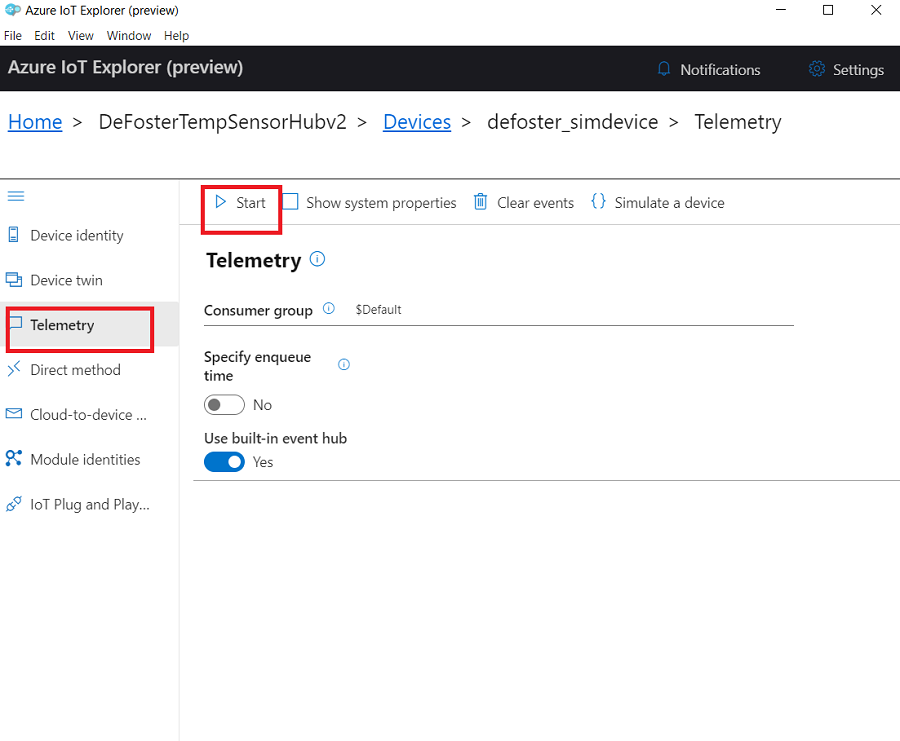 Azure IoT Explorer (preview)
File Edit View Window Help
Azure IoT Explorer (preview) Notifications Settings
Home > DeFosterTempSensorHubv2 > Devices > defoster_simdevice > Telemetry
Start Show system properties Clear events Simulate a device
Device identity
Device twin
Telemetry
Direct method
Cloud-to-device ...
Module identities
IoT Plug and Play...
Telemetry
Consumer group $Default
Specify enqueue
time
No
Use built-in event hub
Yes